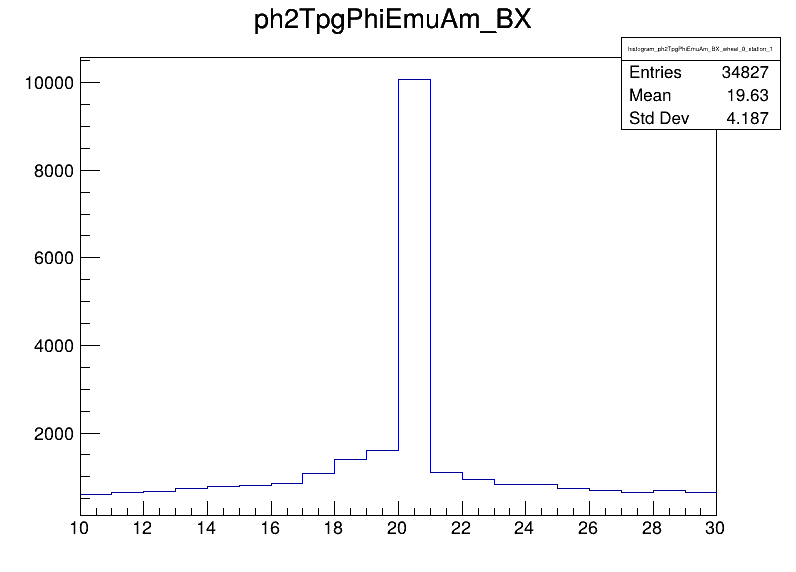 ph2TpgPhiEmuAm_BX
histogram_ph2TpgPhiEmuAm_BX_wheel_0_station_1
Entries 34827
Mean 19.63
Std Dev 4.187
10000
8000
6000
4000
2000
10 12 14 16 18 20 22 24 26 28 30